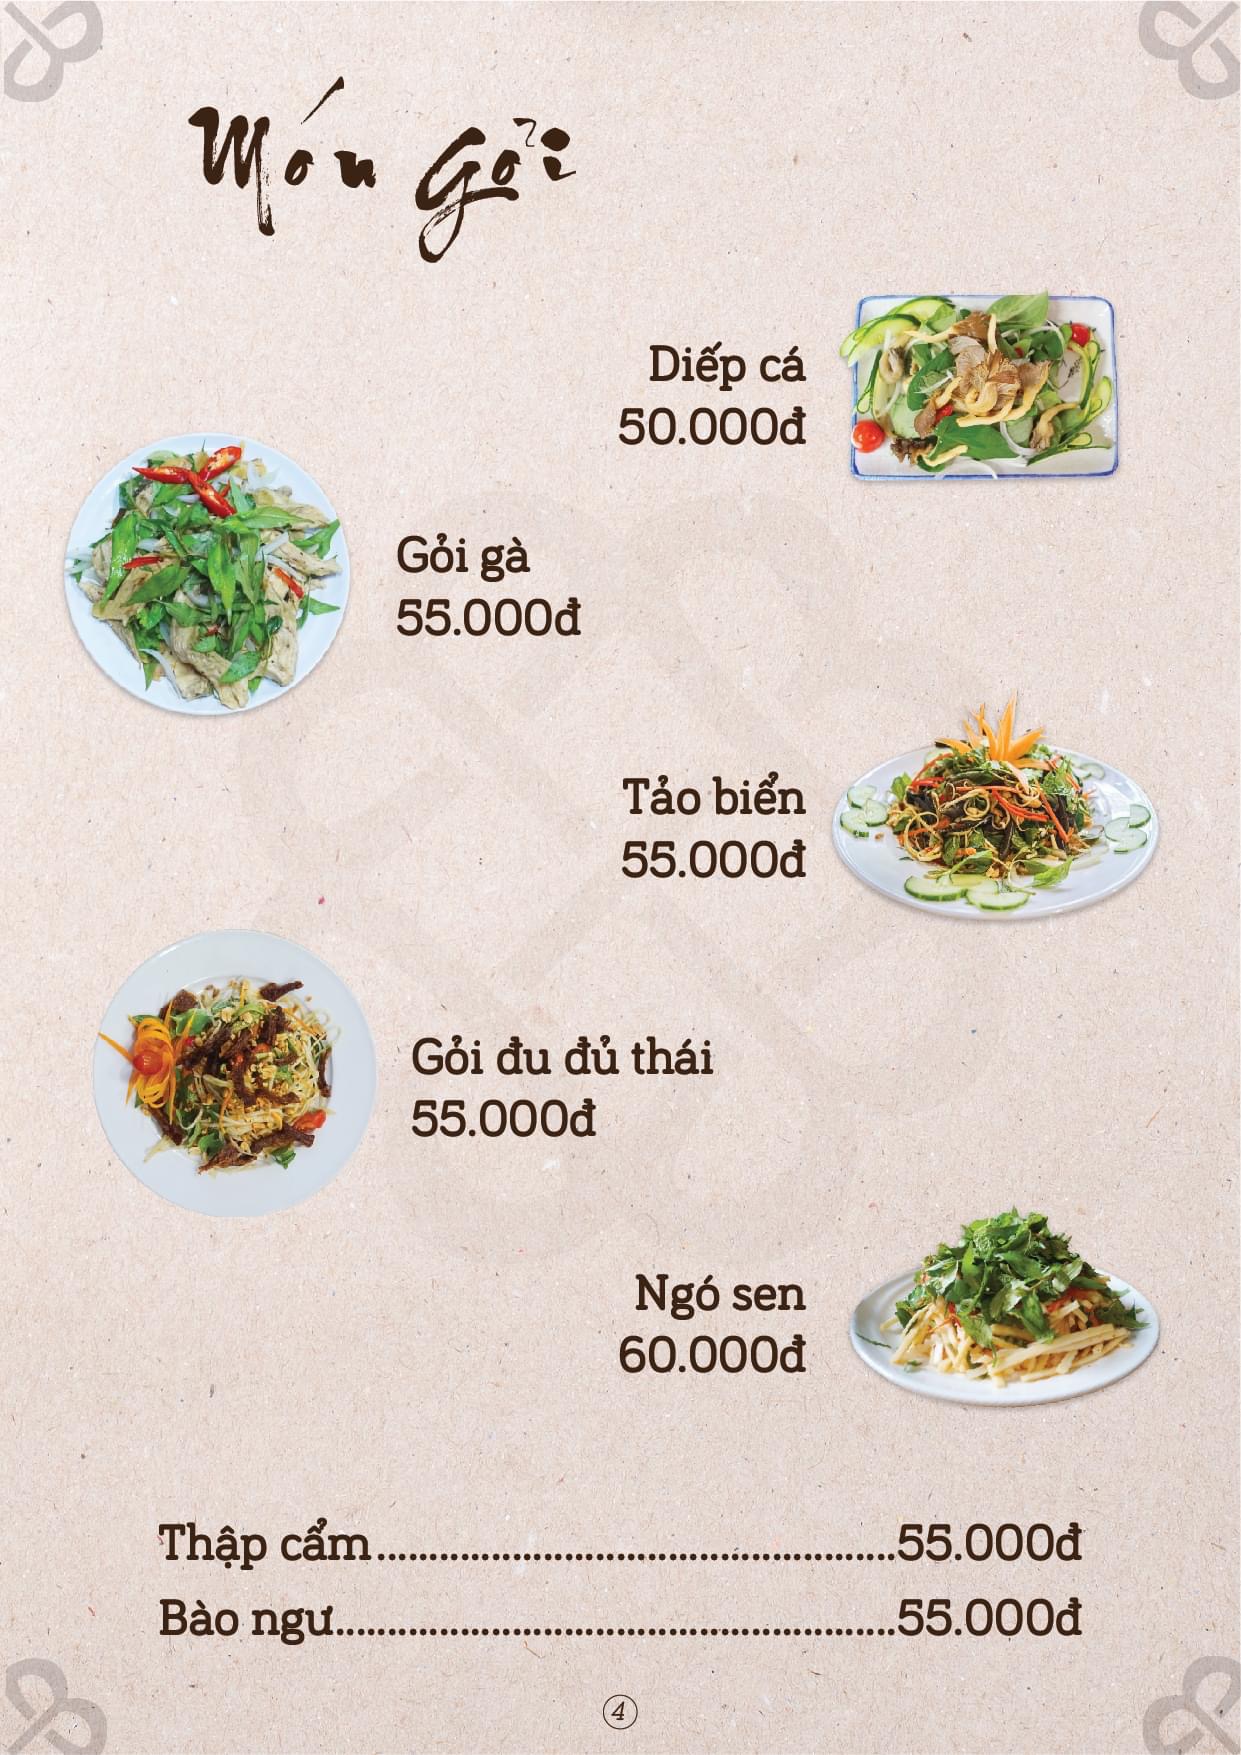 Món Gỏi
Diếp cá
50.000đ
Gỏi gà
55.000đ
Tảo biển
55.000đ
Gỏi đu đủ thái
55.000đ
Ngó sen
60.000đ
Thập cẩm..................................................55.000đ
Bào ngư......................................................55.000đ
4